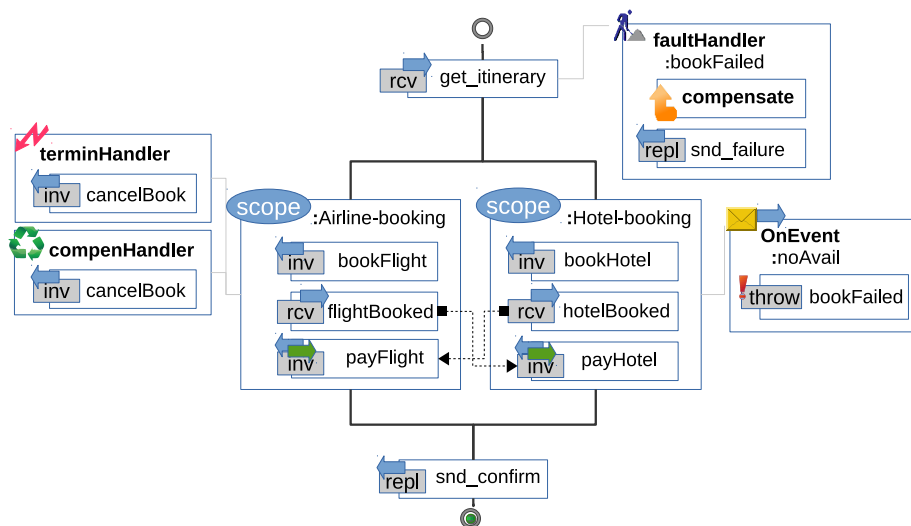 rcv get_itinerary
faultHandler
:bookFailed
compensate
repl snd_failure
terminHandler
inv cancelBook
compenHandler
inv cancelBook
scope
:Airline-booking
inv bookFlight
rcv flightBooked
inv payFlight
scope
:Hotel-booking
inv bookHotel
rcv hotelBooked
inv payHotel
OnEvent
:noAvail
throw bookFailed
repl snd_confirm